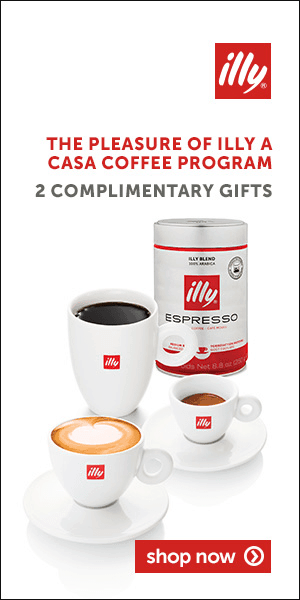 illy
THE PLEASURE OF ILLY A
CASA COFFEE PROGRAM
2 COMPLIMENTARY GIFTS
ILLY BLEND
100% ARABICA
illy
ESPRESSO
illy
illy
illy
shop now